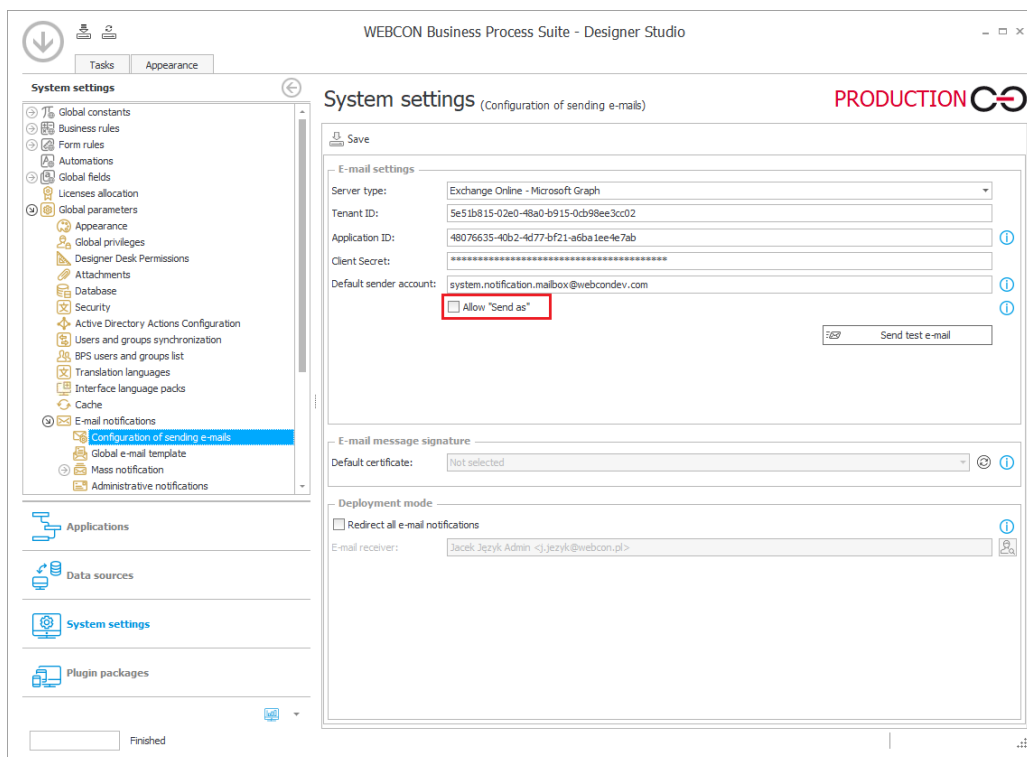 WEBCON Business Process Suite - Designer Studio
Tasks
Appearance
System settings
Global constants
Business rules
Form rules
Automations
Global fields
Licenses allocation
Global parameters
Appearance
Global privileges
Designer Desk Permissions
Attachments
Database
Security
Active Directory Actions Configuration
Users and groups synchronization
BPS users and groups list
Translation languages
Interface language packs
Cache
E-mail notifications
Configuration of sending e-mails
Global e-mail template
Mass notification
Administrative notifications
Applications
Data sources
System settings
Plugin packages
Finished
System settings (Configuration of sending e-mails)
PRODUCTION
Save
E-mail settings
Server type: Exchange Online - Microsoft Graph
Tenant ID: 5e51b815-02e0-48a0-b915-0cb98ee3cc02
Application ID: 48076635-40b2-4d77-bf21-a6ba1ee4e7ab
Client Secret: ****************************************
Default sender account: system.notification.mailbox@webcondev.com
Allow "Send as"
Send test e-mail
E-mail message signature
Default certificate: Not selected
Deployment mode
Redirect all e-mail notifications
E-mail receiver: Jacek Język Admin <j.jezyk@webcon.pl>